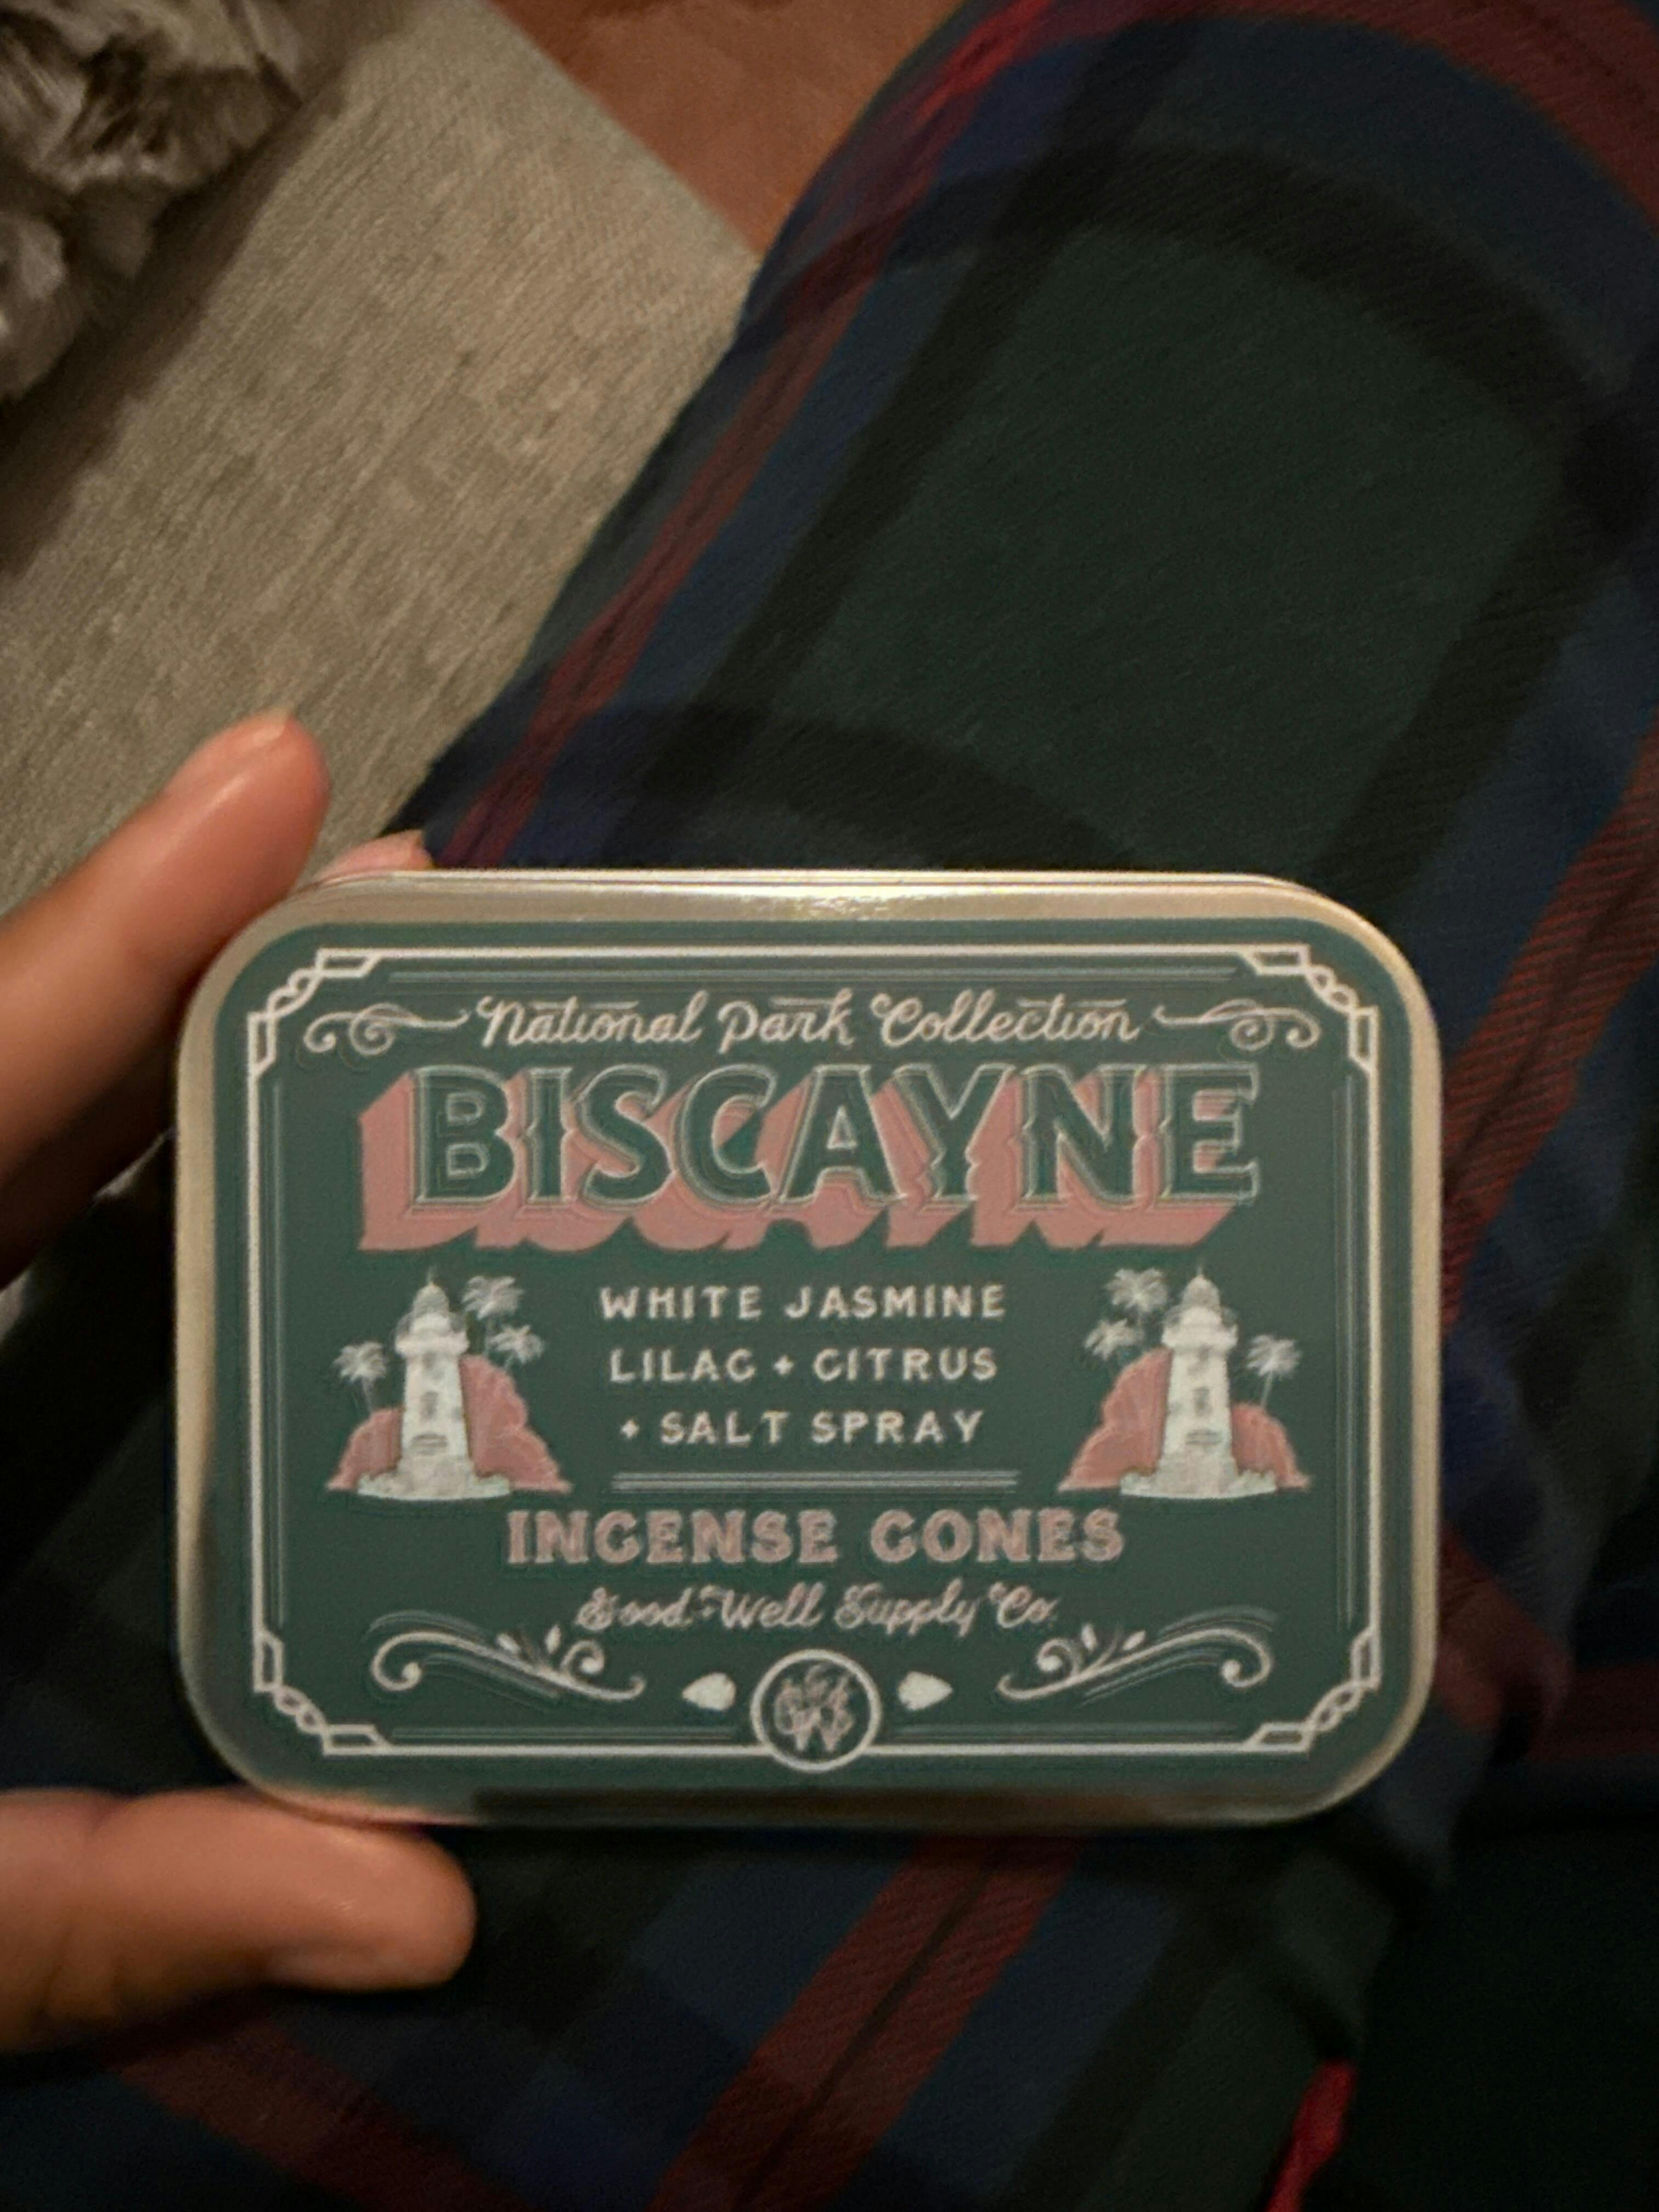 National Park Collection
BISCAYNE
WHITE JASMINE
LILAC + CITRUS
+ SALT SPRAY
INCENSE CONES
Good & Well Supply Co.